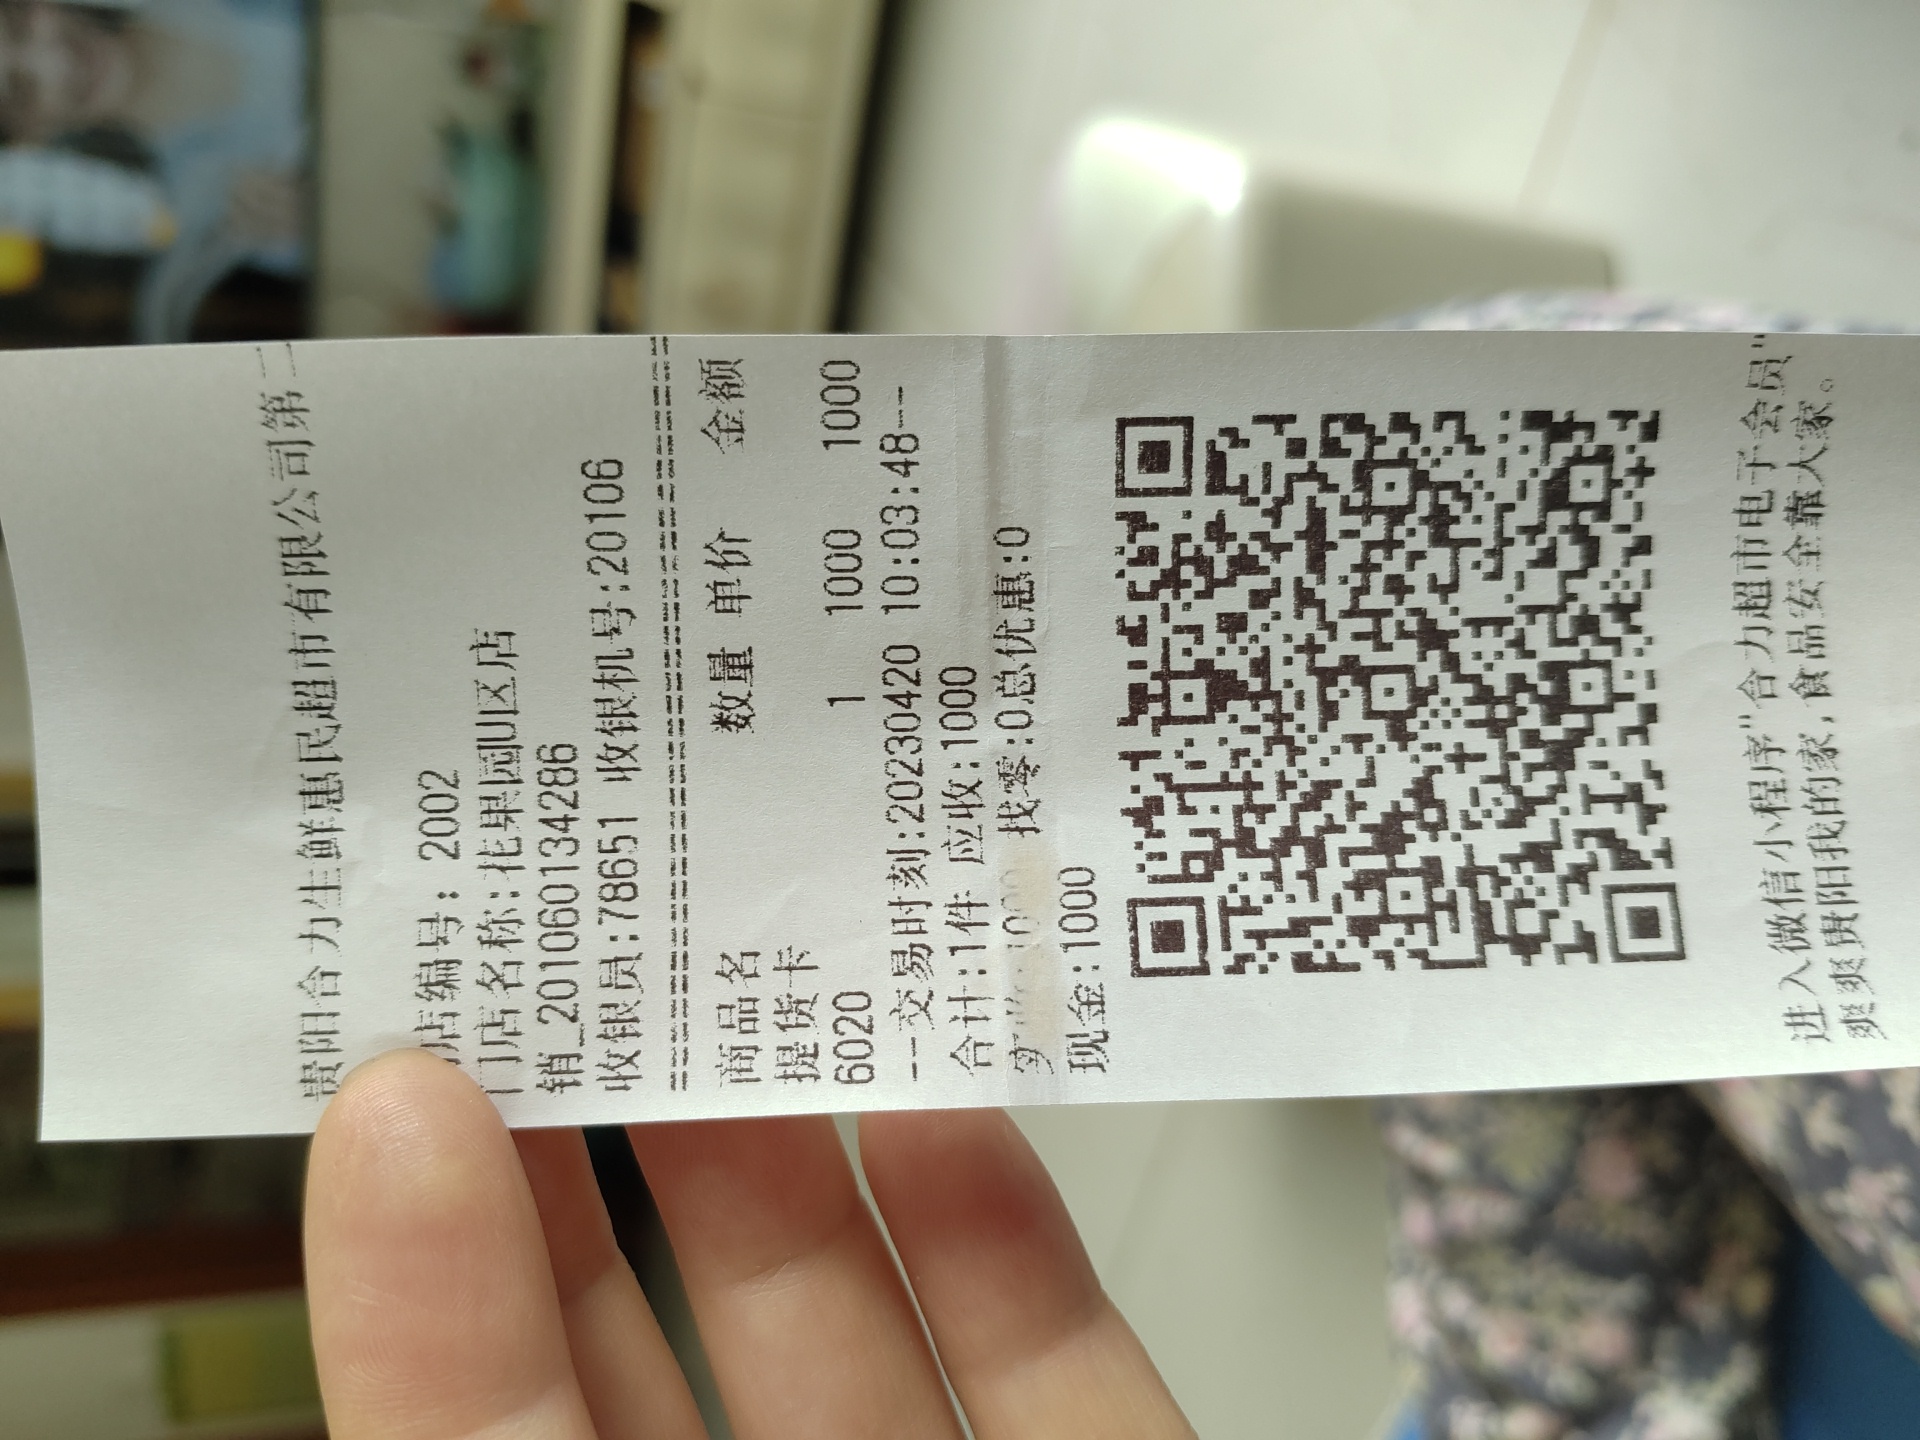 贵阳合力生鲜惠民超市有限公司第二
店编号: 2002
门店名称:花果园U区店
销_201060134286
收银员:78651 收银机号:20106
商品名 数量 单价 金额
提货卡
6020 1 1000 1000
--交易时刻:20230420 10:03:48--
合计:1件 应收:1000
实收:1000 找零:0总优惠:0
现金:1000
进入微信小程序"合力超市电子会员"
爽爽贵阳我的家,食品安全靠大家。